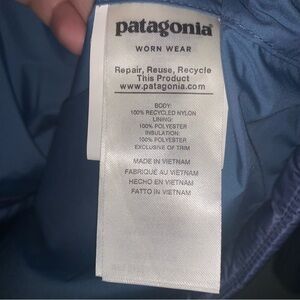 patagonia®
WORN WEAR
Repair, Reuse, Recycle
This Product
www.patagonia.com
BODY:
100% RECYCLED NYLON
LINING:
100% POLYESTER
INSULATION:
100% POLYESTER
EXCLUSIVE OF TRIM
MADE IN VIETNAM
FABRIQUÉ AU VIETNAM
HECHO EN VIETNAM
FATTO IN VIETNAM